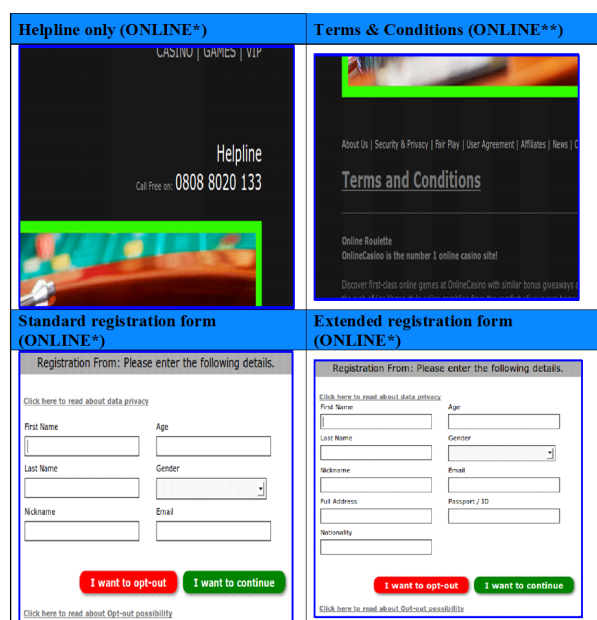 Helpline only (ONLINE*)
CASINO | GAMES | VIP
Helpline
Call Free on: 0808 8020 133
Terms & Conditions (ONLINE**)
About Us | Security & Privacy | Fair Play | User Agreement | Affiliates | News |
Terms and Conditions
Online Roulette
OnlineCasino is the number 1 online casino site!
Discover first-class online games at OnlineCasino with similar bonus giveaways
Standard registration form
(ONLINE*)
Registration From: Please enter the following details.
Click here to read about data privacy
First Name Age
Last Name Gender
Nickname Email
I want to opt-out I want to continue
Click here to read about Opt-out possibility
Extended registration form
(ONLINE*)
Registration From: Please enter the following details.
Click here to read about data privacy
First Name Age
Last Name Gender
Nickname Email
Full Address Passport / ID
Nationality
I want to opt-out I want to continue
Click here to read about Opt-out possibility